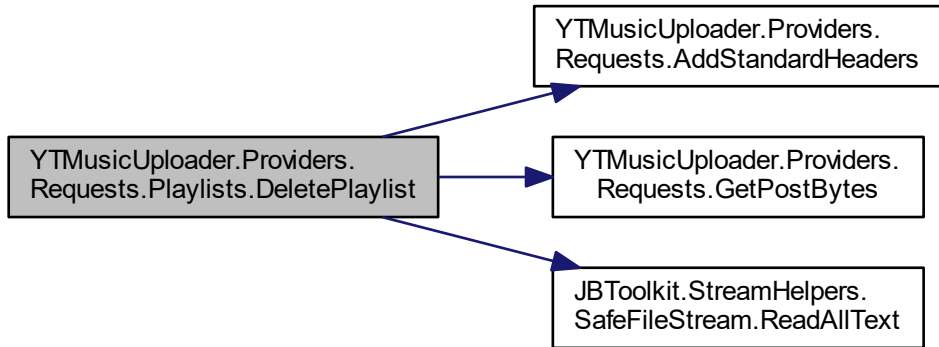 YTMusicUploader.Providers.
Requests.AddStandardHeaders
YTMusicUploader.Providers.
Requests.Playlists.DeletePlaylist
YTMusicUploader.Providers.
Requests.GetPostBytes
JBToolkit.StreamHelpers.
SafeFileStream.ReadAllText